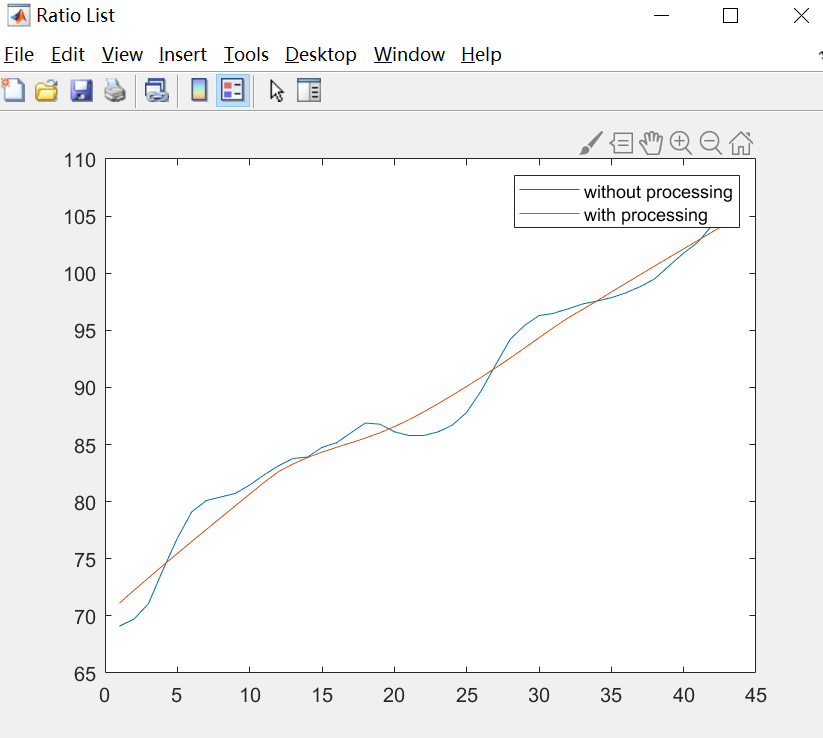 Ratio List
File Edit View Insert Tools Desktop Window Help
without processing
with processing
110
105
100
95
90
85
80
75
70
65
0 5 10 15 20 25 30 35 40 45